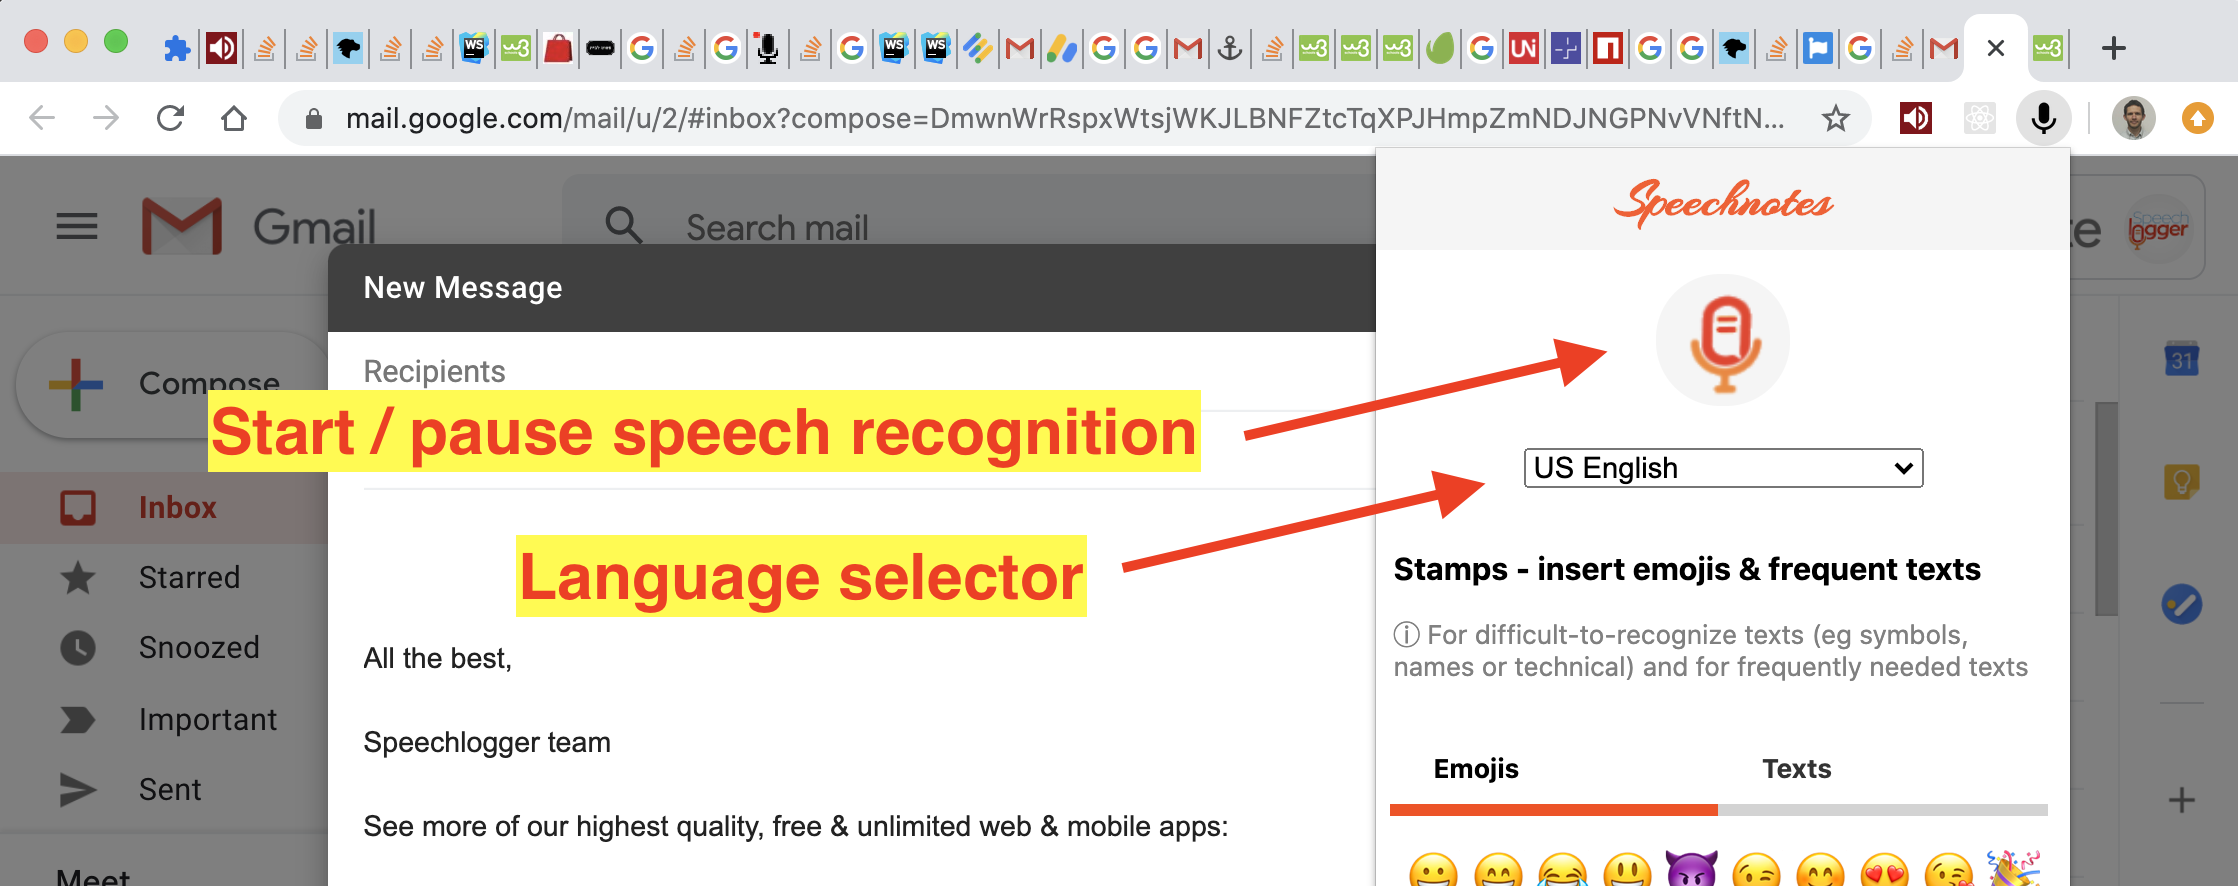 mail.google.com/mail/u/2/#inbox?compose=DmwnWrRspxWtsjWKJLBNFZtcTqXPJHmpZmNDJNGPNvVNftN...
Speechnotes
Gmail
Search mail
Speech
logger
New Message
Recipients
Compose
Start / pause speech recognition
US English
Inbox
Language selector
Stamps - insert emojis & frequent texts
Starred
ⓘ For difficult-to-recognize texts (eg symbols,
names or technical) and for frequently needed texts
Snoozed
All the best,
Important
Speechlogger team
Emojis
Texts
Sent
See more of our highest quality, free & unlimited web & mobile apps:
Meet
31
WS
w3
G
UN